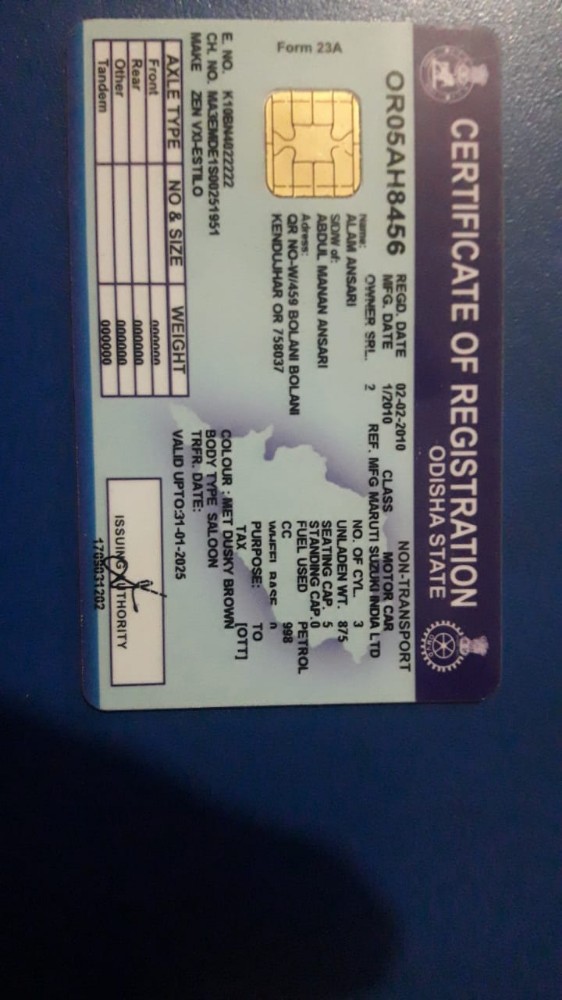 CERTIFICATE OF REGISTRATION
ODISHA STATE
OR05AH8456
NON-TRANSPORT
REGD. DATE 02-02-2010 CLASS MOTOR CAR
MFG. DATE 1/2010 REF. MFG MARUTI SUZUKI INDIA LTD
OWNER SRL. 2
NO. OF CYL. 3
Form 23A
Name:
ALAM ANSARI
UNLADEN WT. 875
S/D/W of:
SEATING CAP. 5
ABDUL MANAN ANSARI
STANDING CAP. 0
Adress:
FUEL USED PETROL
QR NO-W/459 BOLANI BOLANI
CC 998
KENDUJHAR OR 758037
WHEEL BASE 0
PURPOSE: TO
TAX [OTT]
E. NO. K10BN4022222
COLOUR : MET DUSKY BROWN
CH. NO. MA3EMDE1S00251951
BODY TYPE SALOON
MAKE ZEN VXI-ESTILO
TRFR. DATE:
AXLE TYPE NO & SIZE WEIGHT
VALID UPTO:31-01-2025
Front 000000
Rear 000000
Other 000000
Tandem 000000
ISSUING AUTHORITY
1709031202